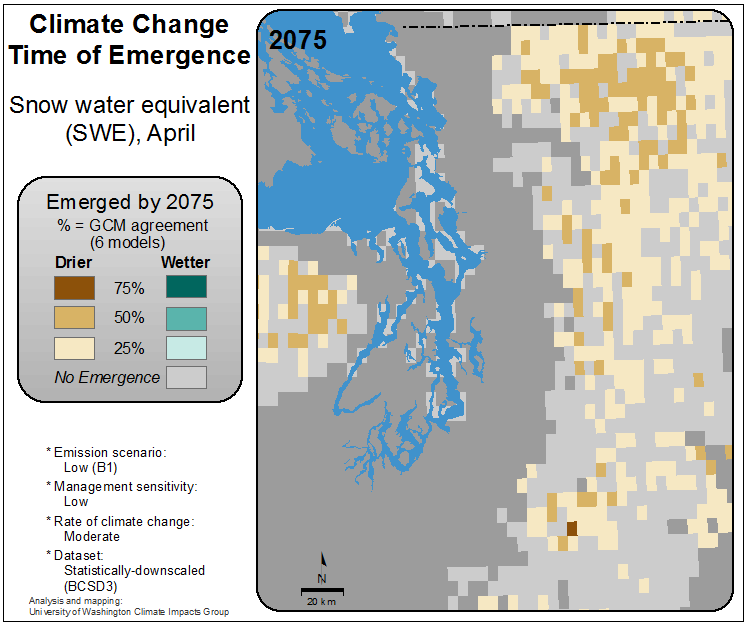 Climate Change
Time of Emergence
Snow water equivalent
(SWE), April
Emerged by 2075
% = GCM agreement
(6 models)
Drier Wetter
75%
50%
25%
No Emergence
* Emission scenario:
Low (B1)
* Management sensitivity:
Low
* Rate of climate change:
Moderate
* Dataset:
Statistically-downscaled
(BCSD3)
Analysis and mapping:
University of Washington Climate Impacts Group
2075
N
20 km